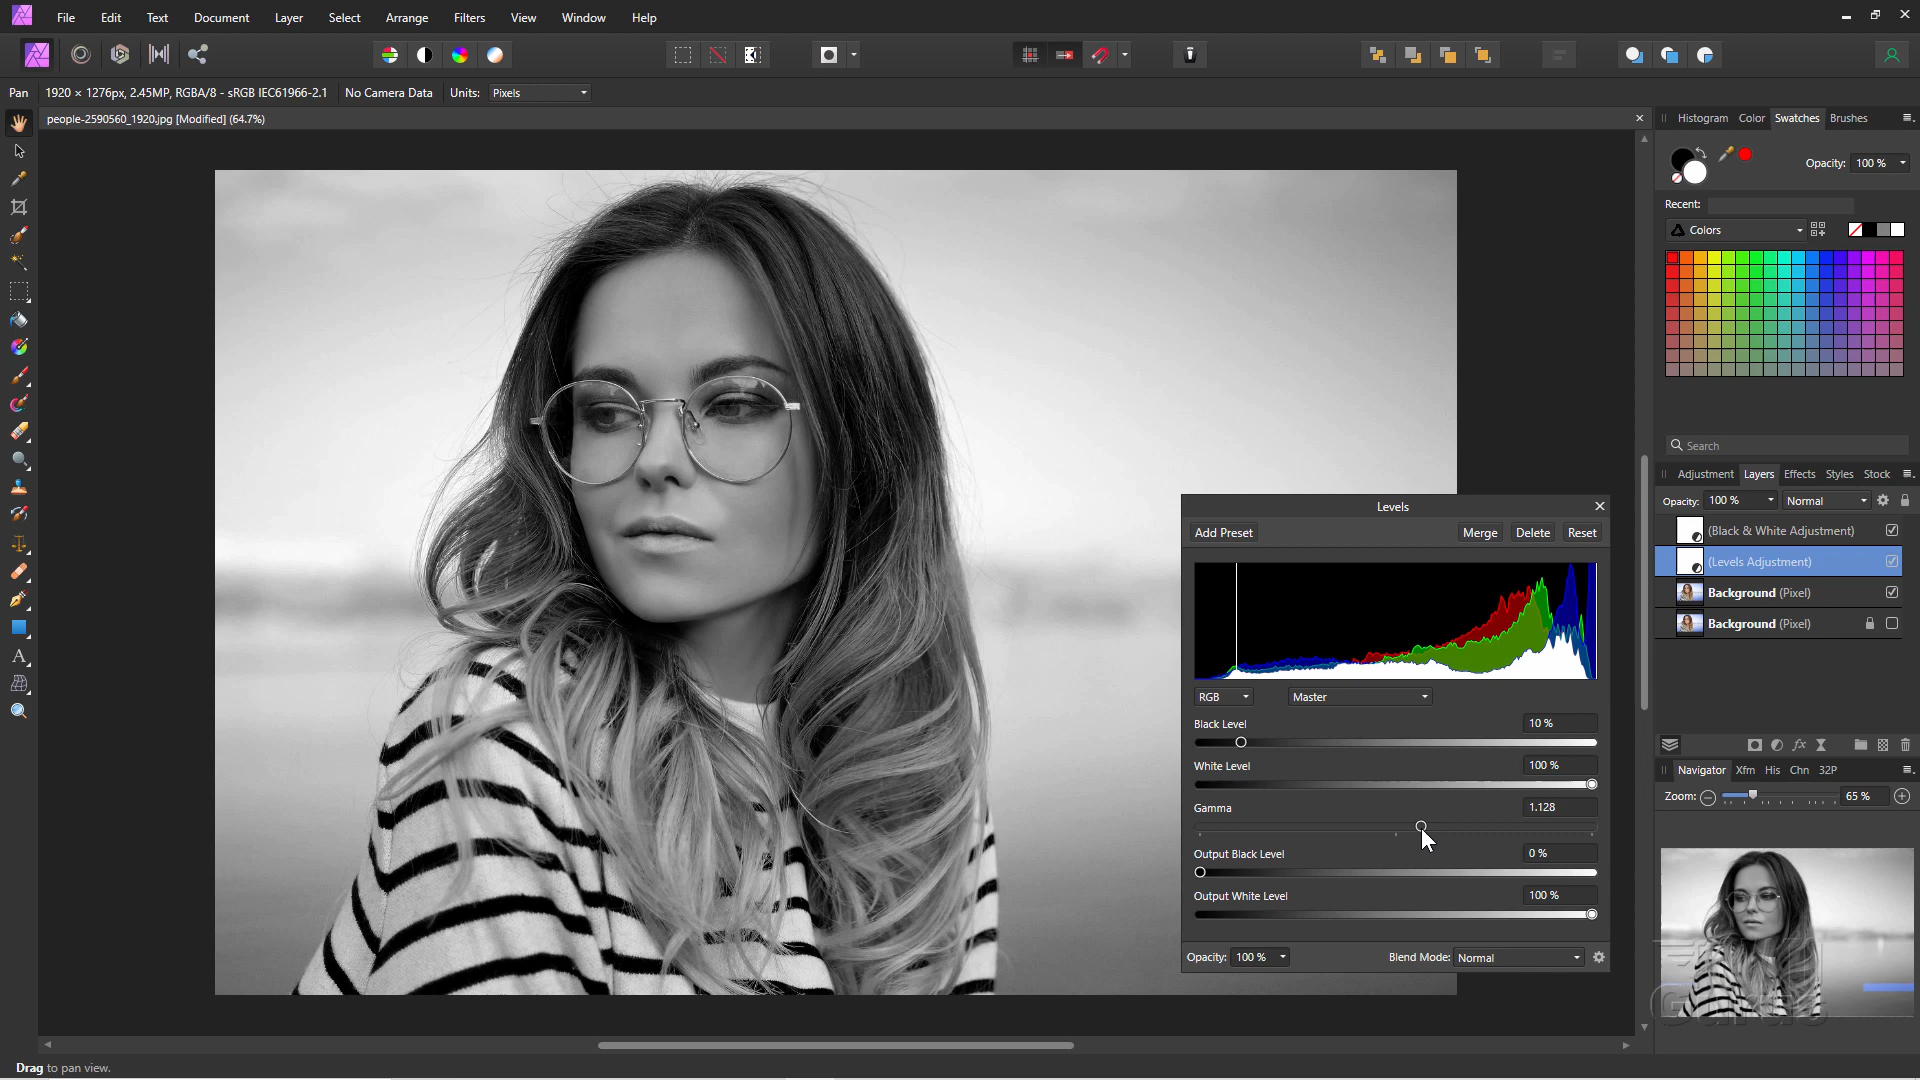 File Edit Text Document Layer Select Arrange Filters View Window Help
Pan 1920 × 1276px, 2.45MP, RGBA/8 - sRGB IEC61966-2.1 No Camera Data Units: Pixels
people-2590560_1920.jpg [Modified] (64.7%)
Histogram Color Swatches Brushes
Opacity: 100 %
Recent:
Colors
Search
Adjustment Layers Effects Styles Stock
Opacity: 100 % Normal
(Black & White Adjustment)
(Levels Adjustment)
Background (Pixel)
Background (Pixel)
Navigator Xfm His Chn 32P
Zoom: 65 %
Levels
Add Preset Merge Delete Reset
RGB Master
Black Level 10 %
White Level 100 %
Gamma 1.128
Output Black Level 0 %
Output White Level 100 %
Opacity: 100 % Blend Mode: Normal
Drag to pan view.